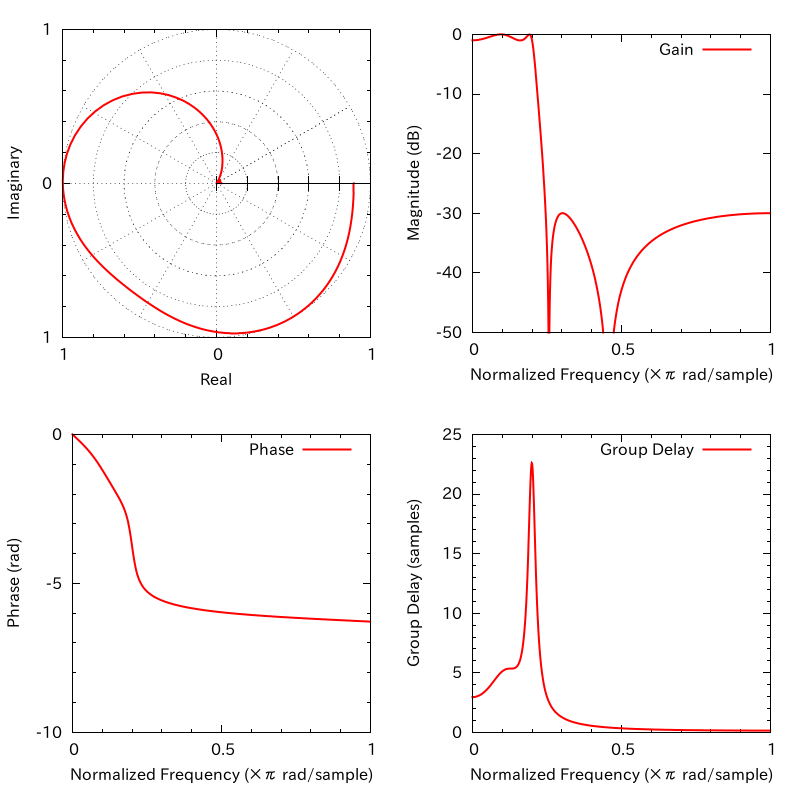 1
0
1
1
0
1
Imaginary
Real
0
-10
-20
-30
-40
-50
0
0.5
1
Gain
Magnitude (dB)
Normalized Frequency (×π rad/sample)
0
-5
-10
0
0.5
1
Phase
Phrase (rad)
Normalized Frequency (×π rad/sample)
25
20
15
10
5
0
0
0.5
1
Group Delay
Group Delay (samples)
Normalized Frequency (×π rad/sample)